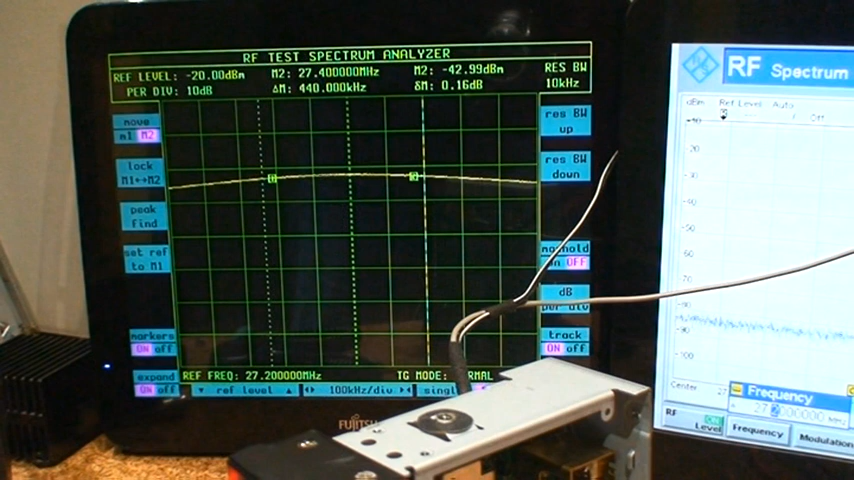 RF TEST SPECTRUM ANALYZER
REF LEVEL: -20.00dBm M2: 27.400000MHz M2: -42.99dBm
PER DIV: 10dB ΔM: 440.000kHz δM: 0.16dB
RES BW
10kHz
move
m1 M2
lock
M1↔M2
peak
find
set ref
to M1
markers
ON off
expand
ON off
res BW
up
res BW
down
OFF
dB
per div
track
ON off
REF FREQ: 27.200000MHz TG MODE:
▼ ref level ▲ 100kHz/div
FUJITSU
RF Spectrum
dBm Ref Level Auto
Off
Center 27
Frequency
MHz
RF
Level
ON
Frequency
Modulation